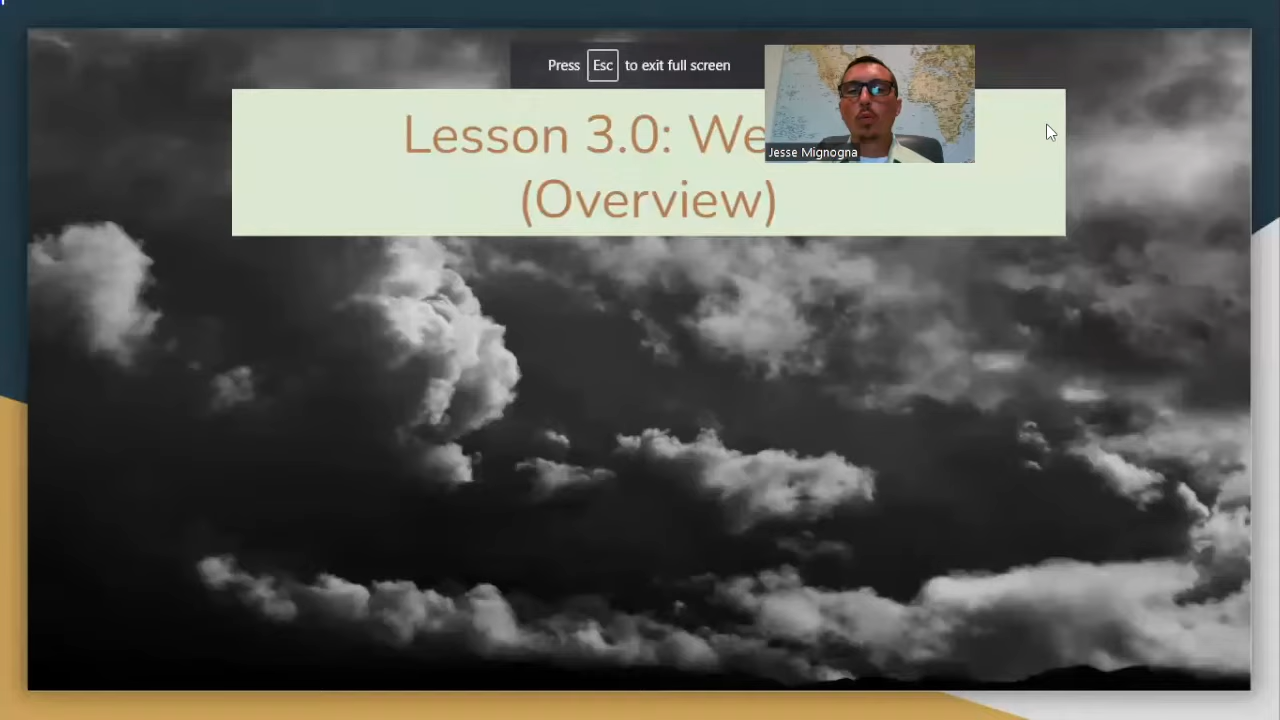 Press Esc to exit full screen
Lesson 3.0: We
(Overview)
Jesse Mignogna